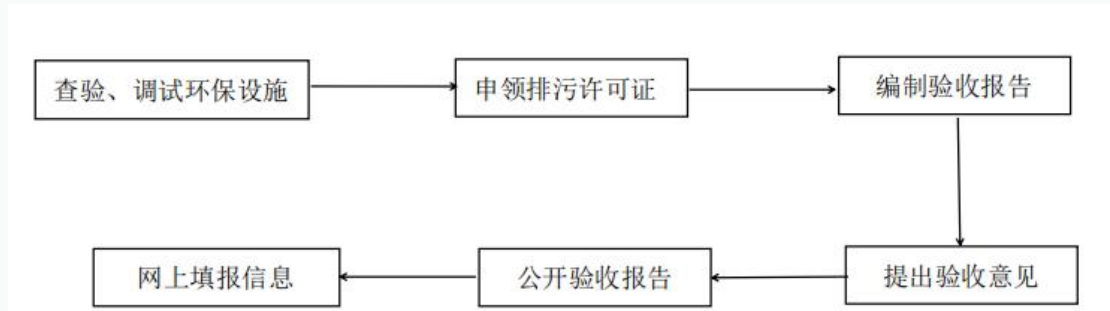 查验、调试环保设施
申领排污许可证
编制验收报告
提出验收意见
公开验收报告
网上填报信息